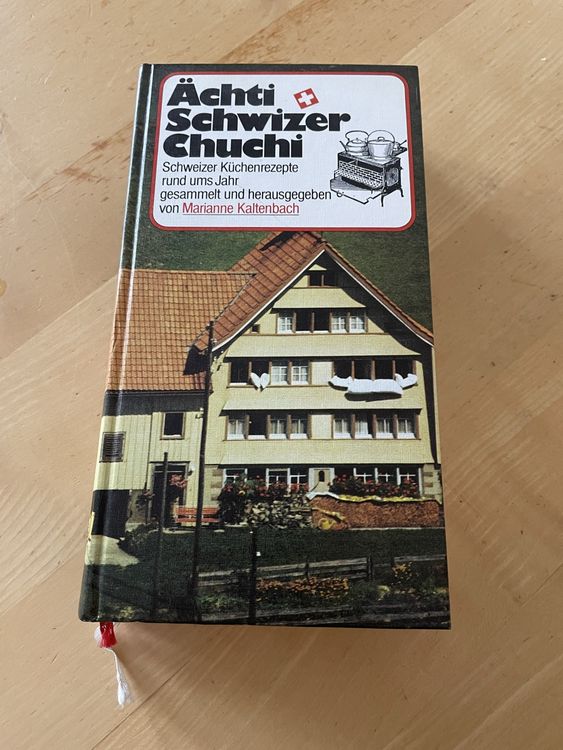 Ächti
Schwizer
Chuchi
Schweizer Küchenrezepte
rund ums Jahr
gesammelt und herausgegeben
von Marianne Kaltenbach